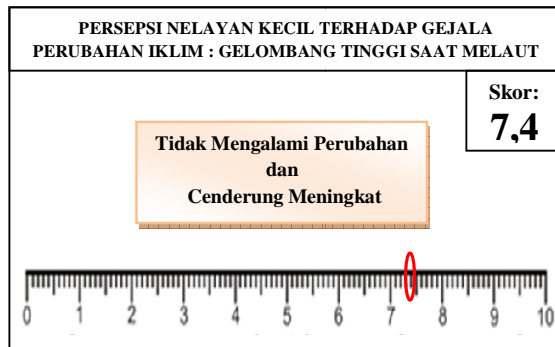 PERSEPSI NELAYAN KECIL TERHADAP GEJALA
PERUBAHAN IKLIM : GELOMBANG TINGGI SAAT MELAUT
Skor:
7,4
Tidak Mengalami Perubahan
dan
Cenderung Meningkat
0 1 2 3 4 5 6 7 8 9 10